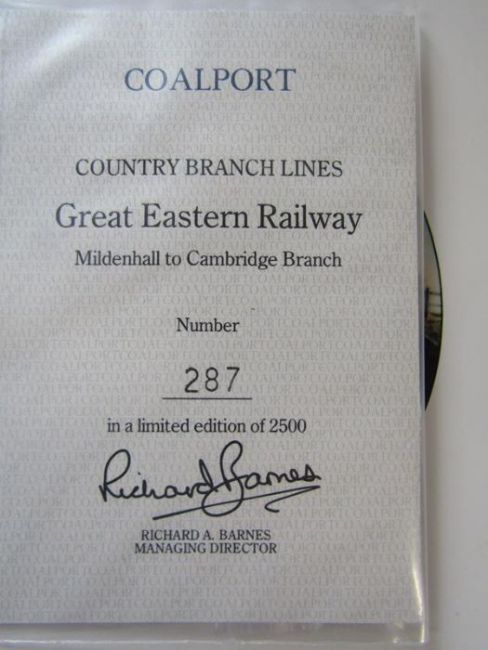 COALPORT
COUNTRY BRANCH LINES
Great Eastern Railway
Mildenhall to Cambridge Branch
Number
287
in a limited edition of 2500
Richard Barnes
RICHARD A. BARNES
MANAGING DIRECTOR